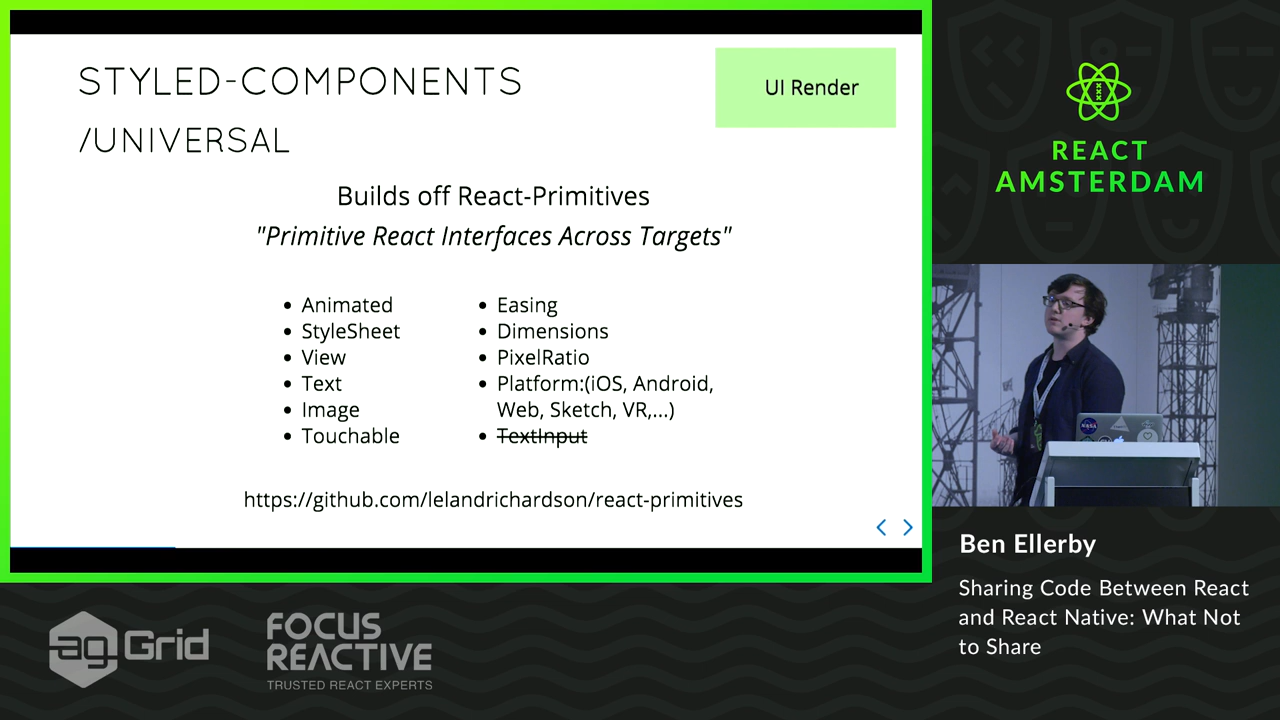 STYLED-COMPONENTS
/UNIVERSAL
UI Render
Builds off React-Primitives
"Primitive React Interfaces Across Targets"
• Animated
• StyleSheet
• View
• Text
• Image
• Touchable
• Easing
• Dimensions
• PixelRatio
• Platform:(iOS, Android,
Web, Sketch, VR,...)
• TextInput
https://github.com/lelandrichardson/react-primitives
REACT
AMSTERDAM
NASA
Ben Ellerby
Sharing Code Between React
and React Native: What Not
to Share
ag Grid
FOCUS
REACTIVE
TRUSTED REACT EXPERTS